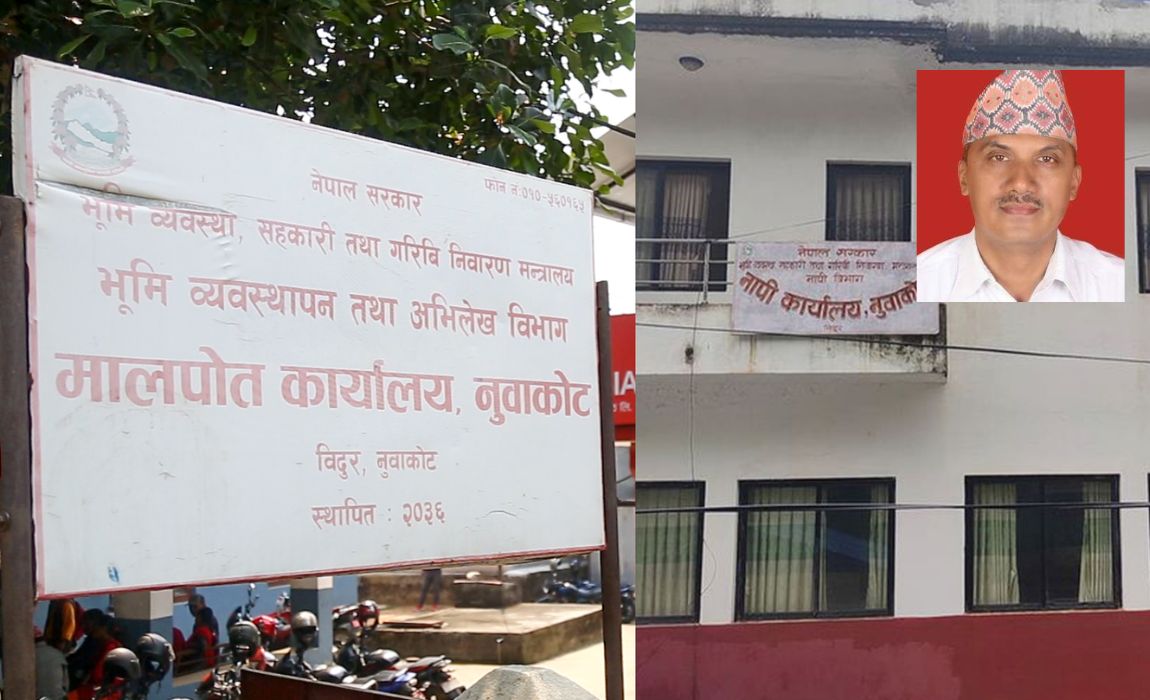 नेपाल सरकार
फोन नं:०१०-५६०१६५
भूमि व्यवस्था, सहकारी तथा गरिबि निवारण मन्त्रालय
भूमि व्यवस्थापन तथा अभिलेख विभाग
मालपोत कार्यालय, नुवाकोट
विदुर, नुवाकोट
स्थापित : २०३६
नेपाल सरकार
नापी विभाग
नापी कार्यालय, नुवाको
विदुर
IA
लि.